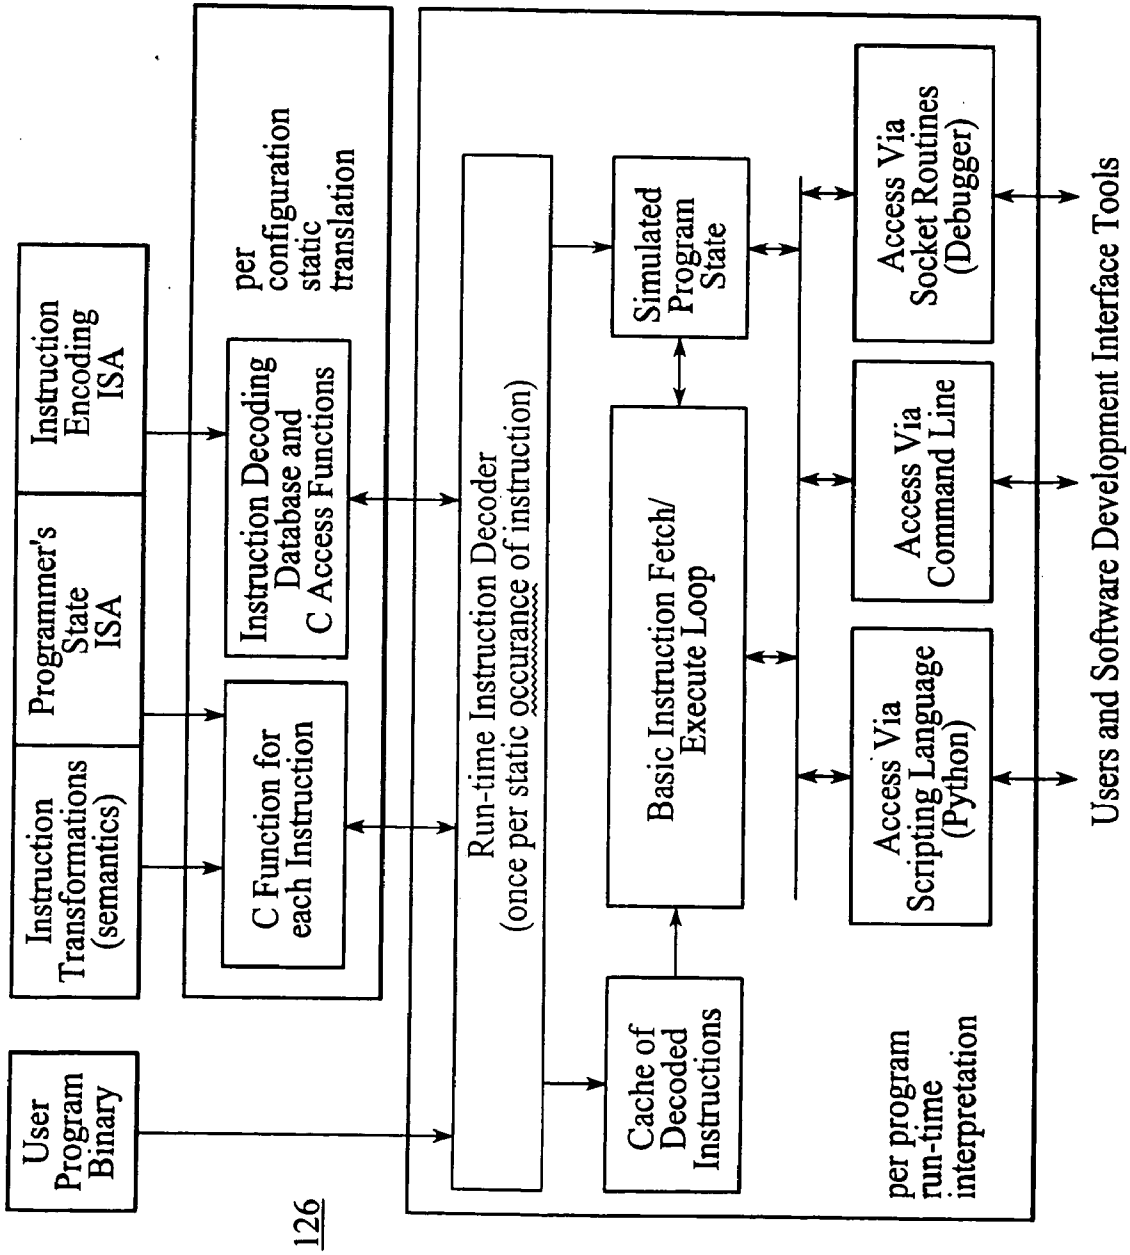 User
Program
Binary
Instruction
Transformations
(semantics)
Programmer's
State
ISA
Instruction
Encoding
ISA
126
C Function for
each Instruction
Instruction Decoding
Database and
C Access Functions
per
configuration
static
translation
Run-time Instruction Decoder
(once per static occurance of instruction)
Cache of
Decoded
Instructions
Basic Instruction Fetch/
Execute Loop
Simulated
Program
State
per program
run-time
interpretation
Access Via
Scripting Language
(Python)
Access Via
Command Line
Access Via
Socket Routines
(Debugger)
Users and Software Development Interface Tools